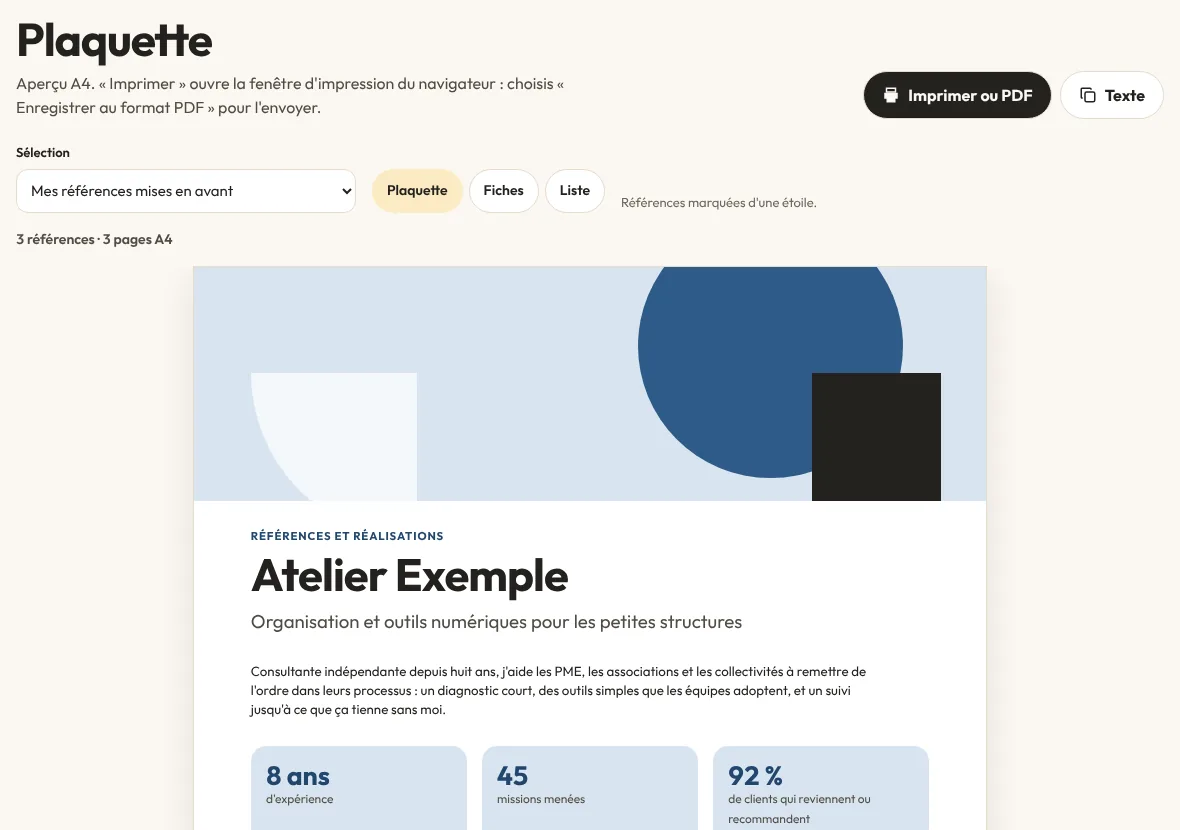 Plaquette
Aperçu A4. « Imprimer » ouvre la fenêtre d'impression du navigateur : choisis «
Enregistrer au format PDF » pour l'envoyer.
Imprimer ou PDF
Texte
Sélection
Mes références mises en avant
Plaquette
Fiches
Liste
Références marquées d'une étoile.
3 références · 3 pages A4
RÉFÉRENCES ET RÉALISATIONS
Atelier Exemple
Organisation et outils numériques pour les petites structures
Consultante indépendante depuis huit ans, j'aide les PME, les associations et les collectivités à remettre de
l'ordre dans leurs processus : un diagnostic court, des outils simples que les équipes adoptent, et un suivi
jusqu'à ce que ça tienne sans moi.
8 ans
d'expérience
45
missions menées
92 %
de clients qui reviennent ou
recommandent